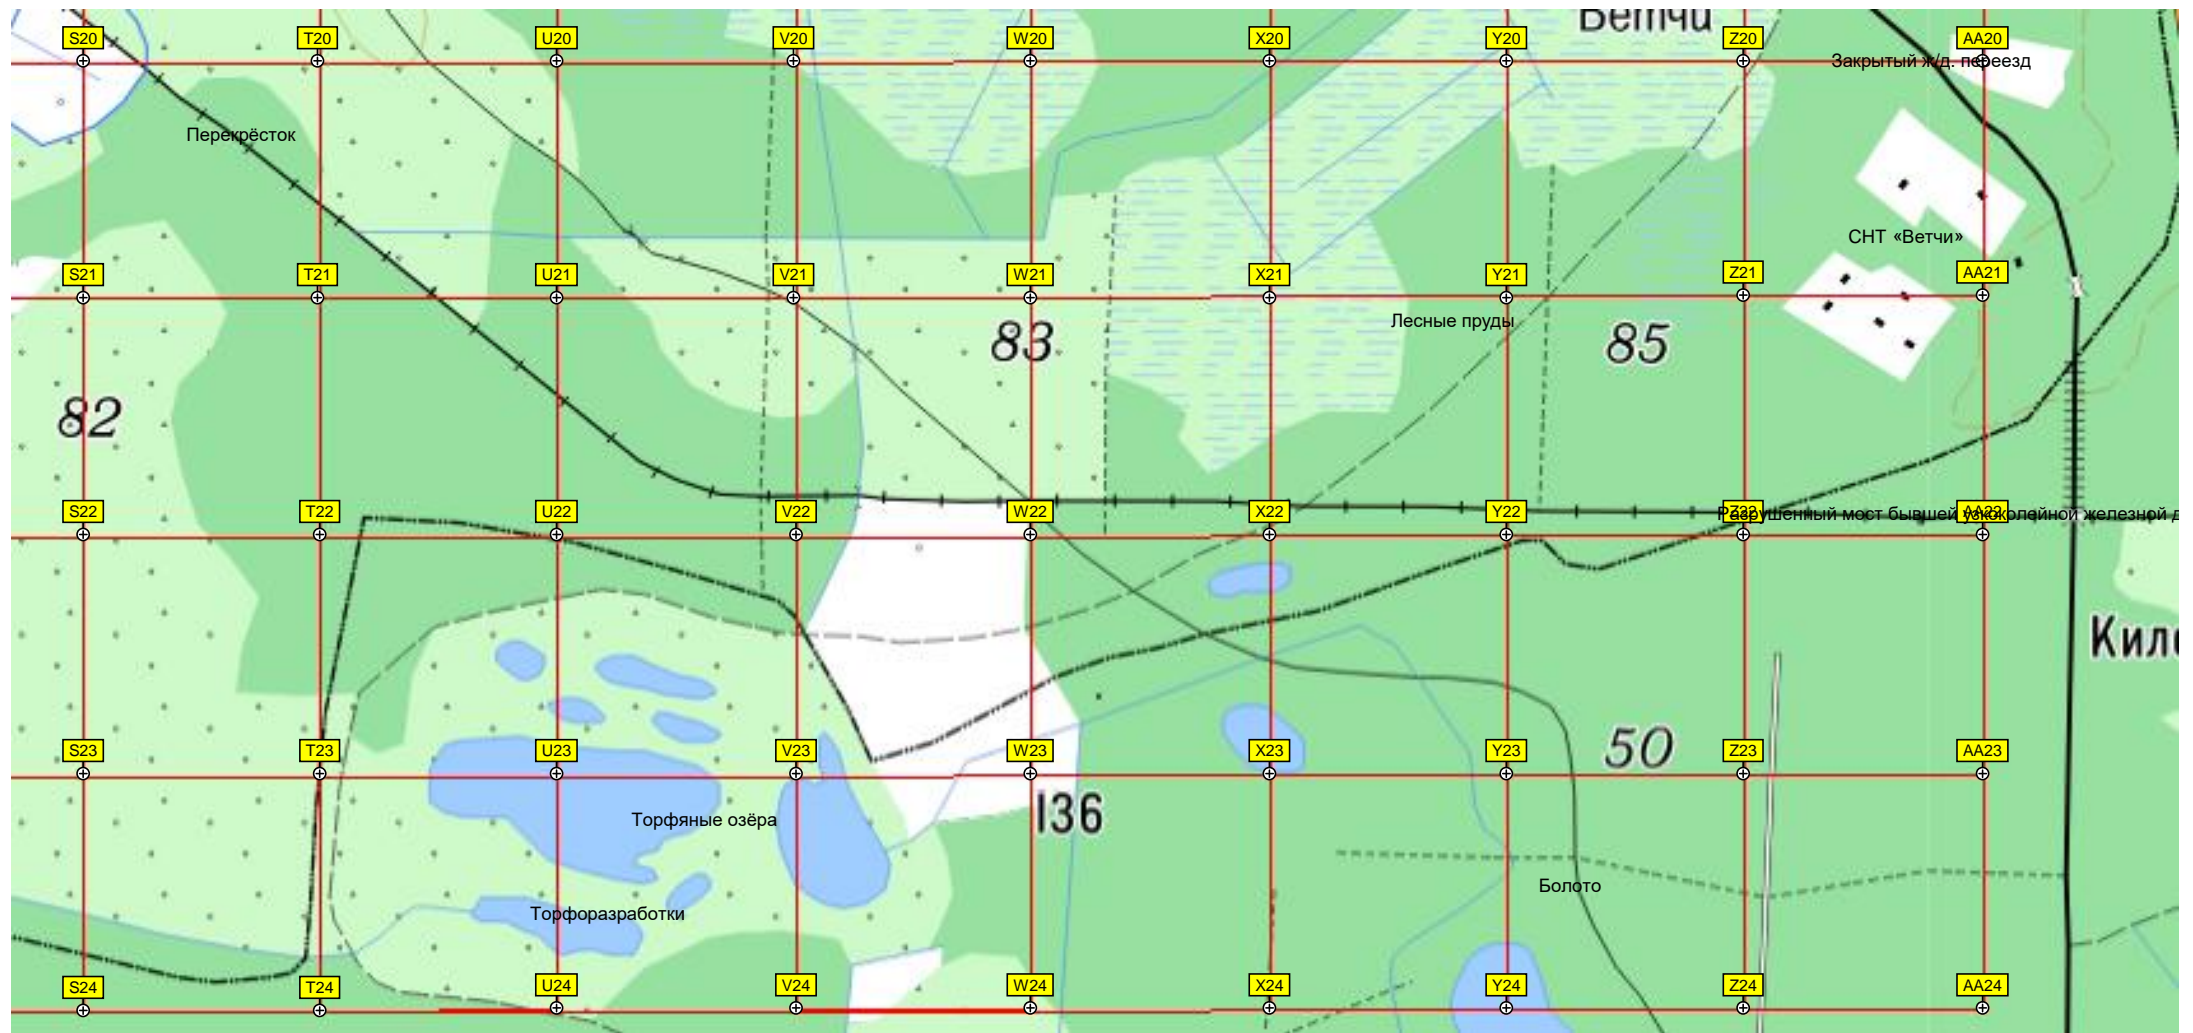 Ветчи
S20 T20 U20 V20 W20 X20 Y20 Z20 AA20
Закрытый ж/д. переезд
Перекрёсток
СНТ «Ветчи»
S21 T21 U21 V21 W21 X21 Y21 Z21 AA21
Лесные пруды
83
85
82
S22 T22 U22 V22 W22 X22 Y22 Z22 AA22
Разрушенный мост бывшей узкоколейной железной д
Кил
50
S23 T23 U23 V23 W23 X23 Y23 Z23 AA23
136
Торфяные озёра
Болото
Торфоразработки
S24 T24 U24 V24 W24 X24 Y24 Z24 AA24